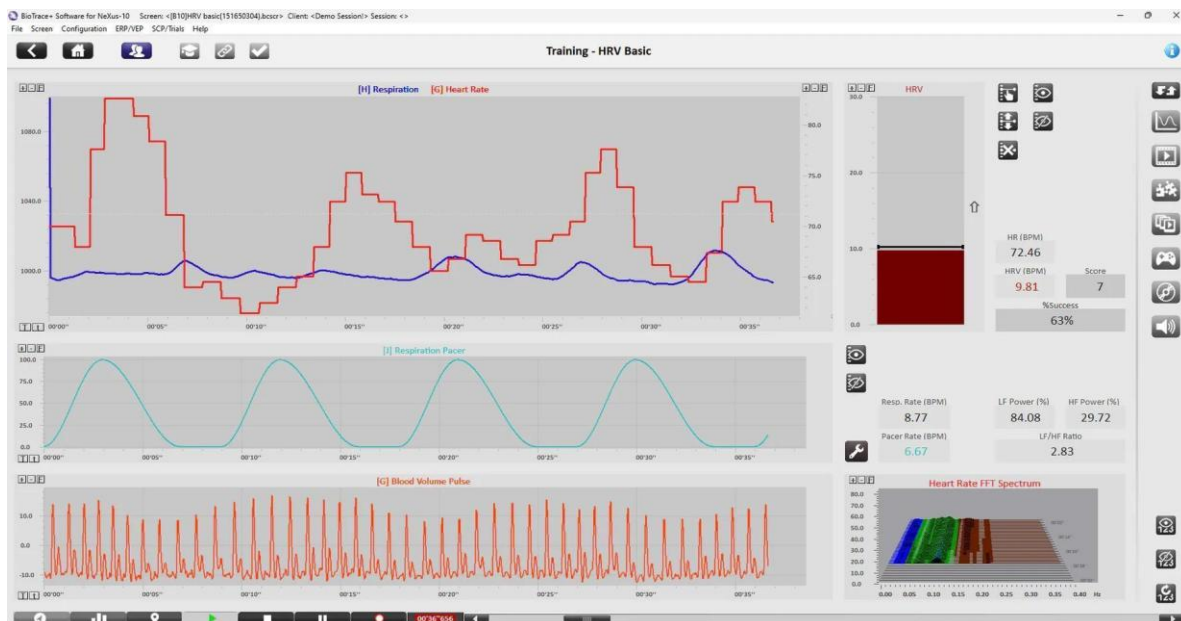 BioTrace+ Software for NeXus-10 Screen: <[B10]HRV basic(151650304).bcscr> Client: <Demo Session!> Session: <>
File Screen Configuration ERP/VEP SCP/Trials Help
Training - HRV Basic
[H] Respiration [G] Heart Rate
1080.0
1040.0
1000.0
80.0
75.0
70.0
65.0
00'00" 00'05" 00'10" 00'15" 00'20" 00'25" 00'30" 00'35"
HRV
30.0
20.0
10.0
0.0
HR (BPM)
72.46
HRV (BPM) Score
9.81 7
%Success
63%
[J] Respiration Pacer
100.0
75.0
50.0
25.0
0.0
00'00" 00'05" 00'10" 00'15" 00'20" 00'25" 00'30" 00'35"
Resp. Rate (BPM) LF Power (%) HF Power (%)
8.77 84.08 29.72
Pacer Rate (BPM) LF/HF Ratio
6.67 2.83
[G] Blood Volume Pulse
10.0
0.0
-10.0
00'00" 00'05" 00'10" 00'15" 00'20" 00'25" 00'30" 00'35"
Heart Rate FFT Spectrum
80.0
70.0
60.0
50.0
40.0
30.0
20.0
10.0
0.0
0.00 0.05 0.10 0.15 0.20 0.25 0.30 0.35 0.40 Hz
123
123
123
00'36"656